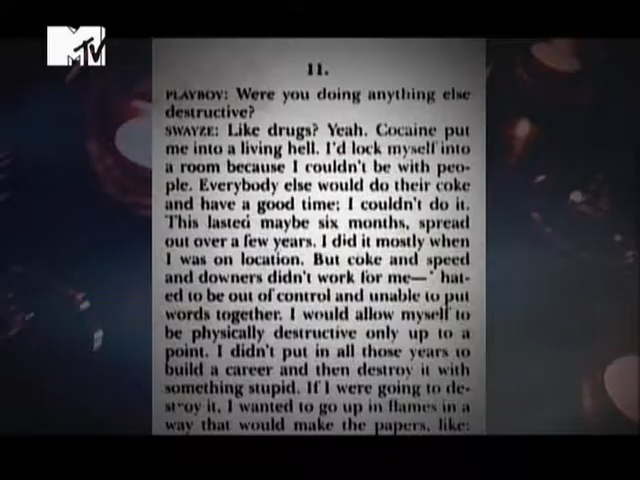 MTV
11.
PLAYBOY: Were you doing anything else
destructive?
SWAYZE: Like drugs? Yeah. Cocaine put
me into a living hell. I'd lock myself into
a room because I couldn't be with peo-
ple. Everybody else would do their coke
and have a good time; I couldn't do it.
This lasted maybe six months, spread
out over a few years. I did it mostly when
I was on location. But coke and speed
and downers didn't work for me—I hat-
ed to be out of control and unable to put
words together. I would allow myself to
be physically destructive only up to a
point. I didn't put in all those years to
build a career and then destroy it with
something stupid. If I were going to de-
stroy it, I wanted to go up in flames in a
way that would make the papers, like: